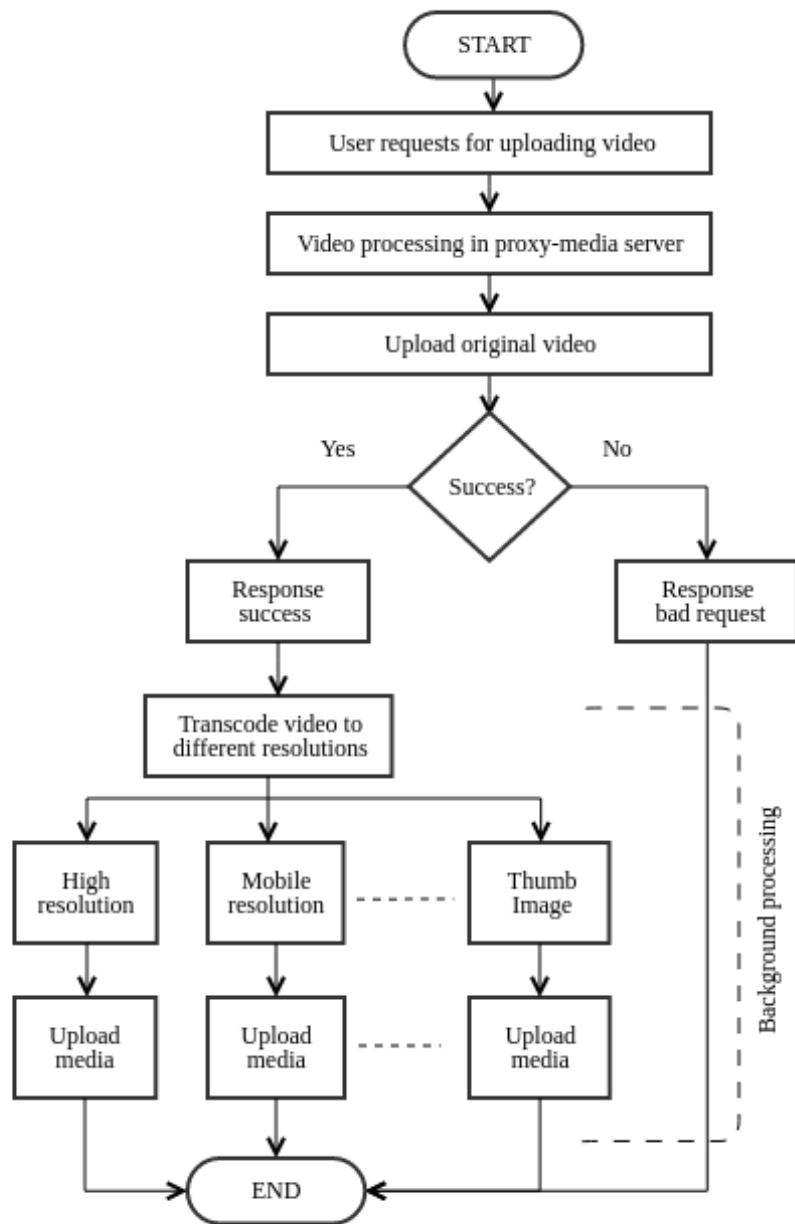 START
User requests for uploading video
Video processing in proxy-media server
Upload original video
Yes
No
Success?
Response
success
Response
bad request
Transcode video to
different resolutions
High
resolution
Mobile
resolution
Thumb
Image
Background processing
Upload
media
Upload
media
Upload
media
END